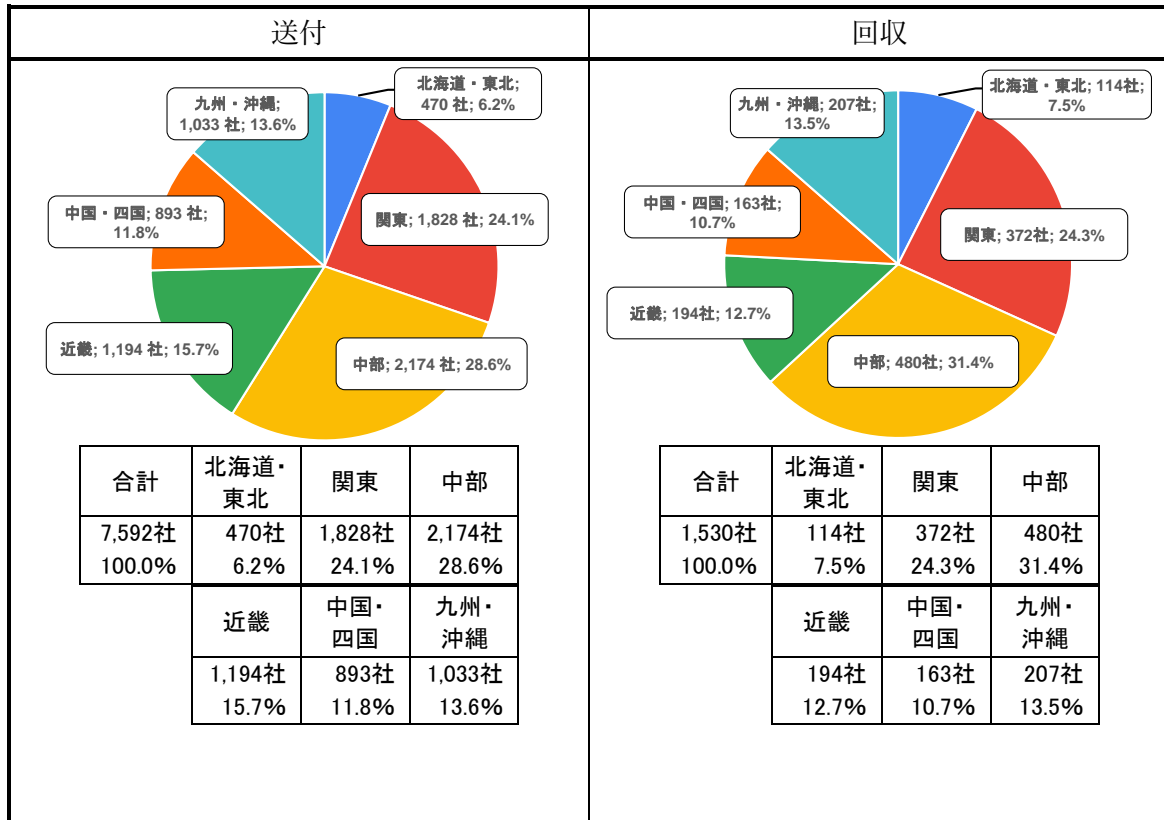 送付
回収
北海道・東北;
470 社; 6.2%
関東; 1,828 社; 24.1%
中部; 2,174 社; 28.6%
近畿; 1,194 社; 15.7%
中国・四国; 893 社;
11.8%
九州・沖縄;
1,033 社; 13.6%
合計 北海道・東北 関東 中部
7,592社 470社 1,828社 2,174社
100.0% 6.2% 24.1% 28.6%
近畿 中国・四国 九州・沖縄
1,194社 893社 1,033社
15.7% 11.8% 13.6%
北海道・東北; 114社;
7.5%
関東; 372社; 24.3%
中部; 480社; 31.4%
近畿; 194社; 12.7%
中国・四国; 163社;
10.7%
九州・沖縄; 207社;
13.5%
合計 北海道・東北 関東 中部
1,530社 114社 372社 480社
100.0% 7.5% 24.3% 31.4%
近畿 中国・四国 九州・沖縄
194社 163社 207社
12.7% 10.7% 13.5%